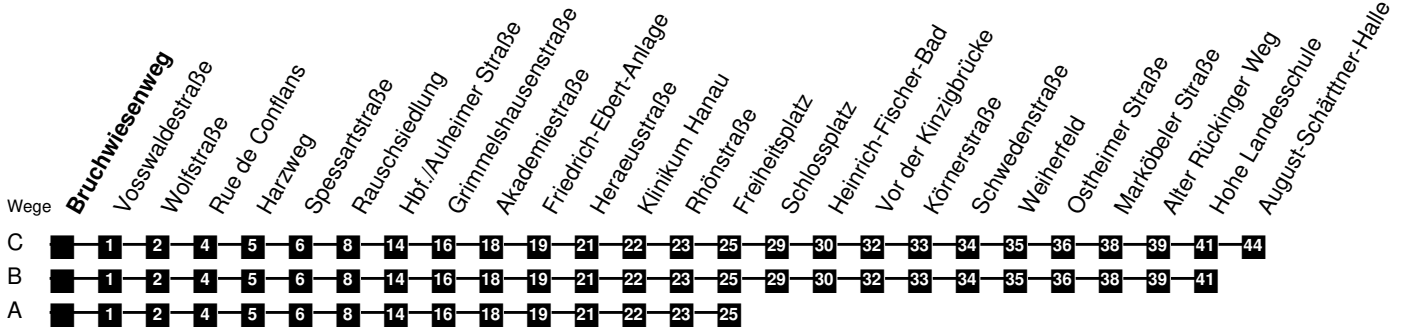 Bruchwiesenweg
Vosswaldestraße
Wolfstraße
Rue de Conflans
Harzweg
Spessartstraße
Rauschsiedlung
Hbf./Auheimer Straße
Grimmelshausenstraße
Akademiestraße
Friedrich-Ebert-Anlage
Heraeusstraße
Klinikum Hanau
Rhönstraße
Freiheitsplatz
Schlossplatz
Heinrich-Fischer-Bad
Vor der Kinzigbrücke
Körnerstraße
Schwedenstraße
Weiherfeld
Ostheimer Straße
Marköbeler Straße
Alter Rückinger Weg
Hohe Landesschule
August-Schärttner-Halle
Wege
C 1 2 4 5 6 8 14 16 18 19 21 22 23 25 29 30 32 33 34 35 36 38 39 41 44
B 1 2 4 5 6 8 14 16 18 19 21 22 23 25 29 30 32 33 34 35 36 38 39 41
A 1 2 4 5 6 8 14 16 18 19 21 22 23 25